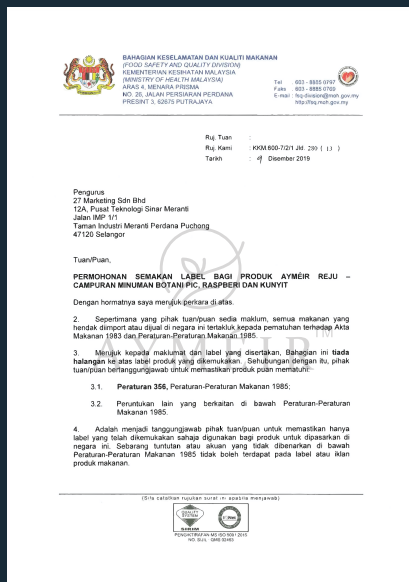 BAHAGIAN KESELAMATAN DAN KUALITI MAKANAN
(FOOD SAFETY AND QUALITY DIVISION)
KEMENTERIAN KESIHATAN MALAYSIA
(MINISTRY OF HEALTH MALAYSIA)
ARAS 4, MENARA PRISMA
NO. 26, JALAN PERSIARAN PERDANA
PRESINT 3, 62675 PUTRAJAYA
Tel : 603 - 8885 0797
Faks : 603 - 8885 0769
E-mail : fsq-division@moh.gov.my
http://fsq.moh.gov.my
Ruj. Tuan :
Ruj. Kami : KKM 600-7/2/1 Jld.
Tarikh : 9 Disember 2019
Pengurus
27 Marketing Sdn Bhd
12A, Pusat Teknologi Sinar Meranti
Jalan IMP 1/1
Taman Industri Meranti Perdana Puchong
47120 Selangor
Tuan/Puan,
PERMOHONAN SEMAKAN LABEL BAGI PRODUK AYMÉIR REJU –
CAMPURAN MINUMAN BOTANI PIC, RASPBERI DAN KUNYIT
Dengan hormatnya saya merujuk perkara di atas.
2. Sepertimana yang pihak tuan/puan sedia maklum, semua makanan yang
hendak diimport atau dijual di negara ini tertakluk kepada pematuhan terhadap Akta
Makanan 1983 dan Peraturan-Peraturan Makanan 1985.
3. Merujuk kepada maklumat dan label yang disertakan, Bahagian ini tiada
halangan ke atas label produk yang dikemukakan. Sehubungan dengan itu, pihak
tuan/puan bertanggungjawab untuk memastikan produk mematuhi:
3.1. Peraturan 356, Peraturan-Peraturan Makanan 1985;
3.2. Peruntukan lain yang berkaitan di bawah Peraturan-Peraturan
Makanan 1985.
4. Adalah menjadi tanggungjawab pihak tuan/puan untuk memastikan hanya
label yang telah dikemukakan sahaja digunakan bagi produk untuk dipasarkan di
negara ini. Sebarang tuntutan atau akuan yang tidak dibenarkan di bawah
Peraturan-Peraturan Makanan 1985 tidak boleh terdapat pada label atau iklan
produk makanan.
AYMEIR TM
(Sila catatkan rujukan surat ini apabila menjawab)
QUALITY
SYSTEM
SIRIM
PENGIKTIRAFAN MS ISO 9001:2015